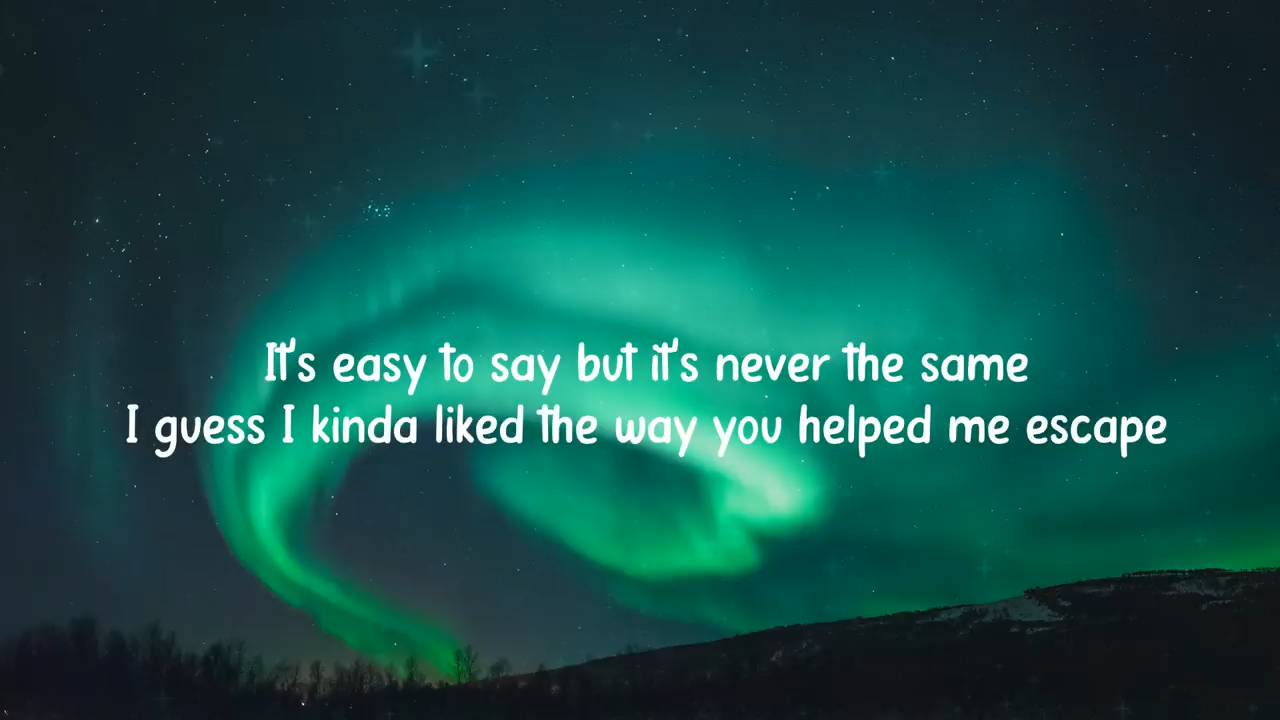 It's easy to say but it's never the same
I guess I kinda liked the way you helped me escape